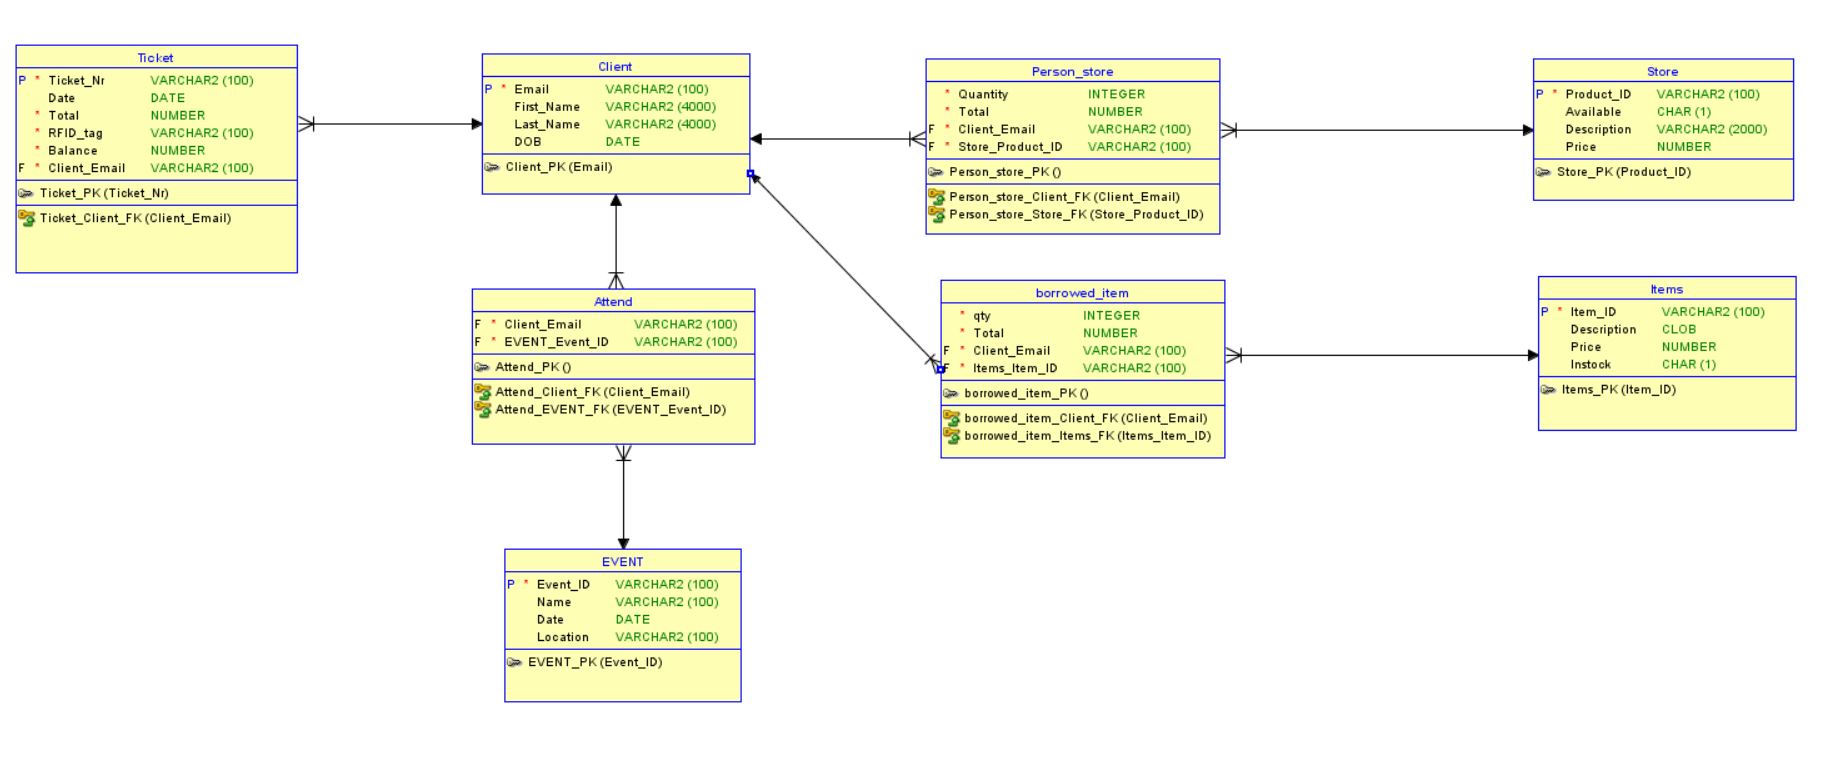 Ticket
P * Ticket_Nr VARCHAR2 (100)
Date DATE
* Total NUMBER
* RFID_tag VARCHAR2 (100)
* Balance NUMBER
F * Client_Email VARCHAR2 (100)
Ticket_PK (Ticket_Nr)
Ticket_Client_FK (Client_Email)
Client
P * Email VARCHAR2 (100)
First_Name VARCHAR2 (4000)
Last_Name VARCHAR2 (4000)
DOB DATE
Client_PK (Email)
Person_store
* Quantity INTEGER
* Total NUMBER
F * Client_Email VARCHAR2 (100)
F * Store_Product_ID VARCHAR2 (100)
Person_store_PK ()
Person_store_Client_FK (Client_Email)
Person_store_Store_FK (Store_Product_ID)
Store
P * Product_ID VARCHAR2 (100)
Available CHAR (1)
Description VARCHAR2 (2000)
Price NUMBER
Store_PK (Product_ID)
Attend
F * Client_Email VARCHAR2 (100)
F * EVENT_Event_ID VARCHAR2 (100)
Attend_PK ()
Attend_Client_FK (Client_Email)
Attend_EVENT_FK (EVENT_Event_ID)
borrowed_item
* qty INTEGER
* Total NUMBER
F * Client_Email VARCHAR2 (100)
F * Items_Item_ID VARCHAR2 (100)
borrowed_item_PK ()
borrowed_item_Client_FK (Client_Email)
borrowed_item_Items_FK (Items_Item_ID)
Items
P * Item_ID VARCHAR2 (100)
Description CLOB
Price NUMBER
Instock CHAR (1)
Items_PK (Item_ID)
EVENT
P * Event_ID VARCHAR2 (100)
Name VARCHAR2 (100)
Date DATE
Location VARCHAR2 (100)
EVENT_PK (Event_ID)